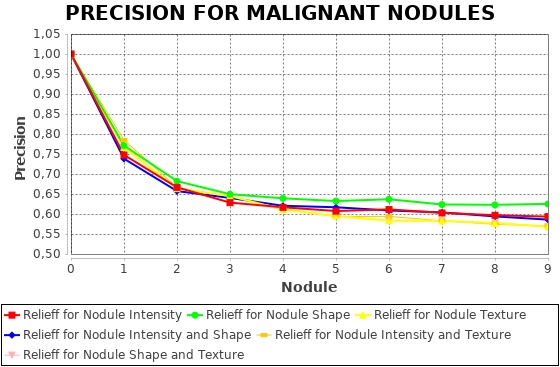 PRECISION FOR MALIGNANT NODULES
1,05
1,00
0,95
0,90
0,85
0,80
0,75
0,70
0,65
0,60
0,55
0,50
Precision
0 1 2 3 4 5 6 7 8 9
Nodule
Relieff for Nodule Intensity Relieff for Nodule Shape Relieff for Nodule Texture
Relieff for Nodule Intensity and Shape Relieff for Nodule Intensity and Texture
Relieff for Nodule Shape and Texture